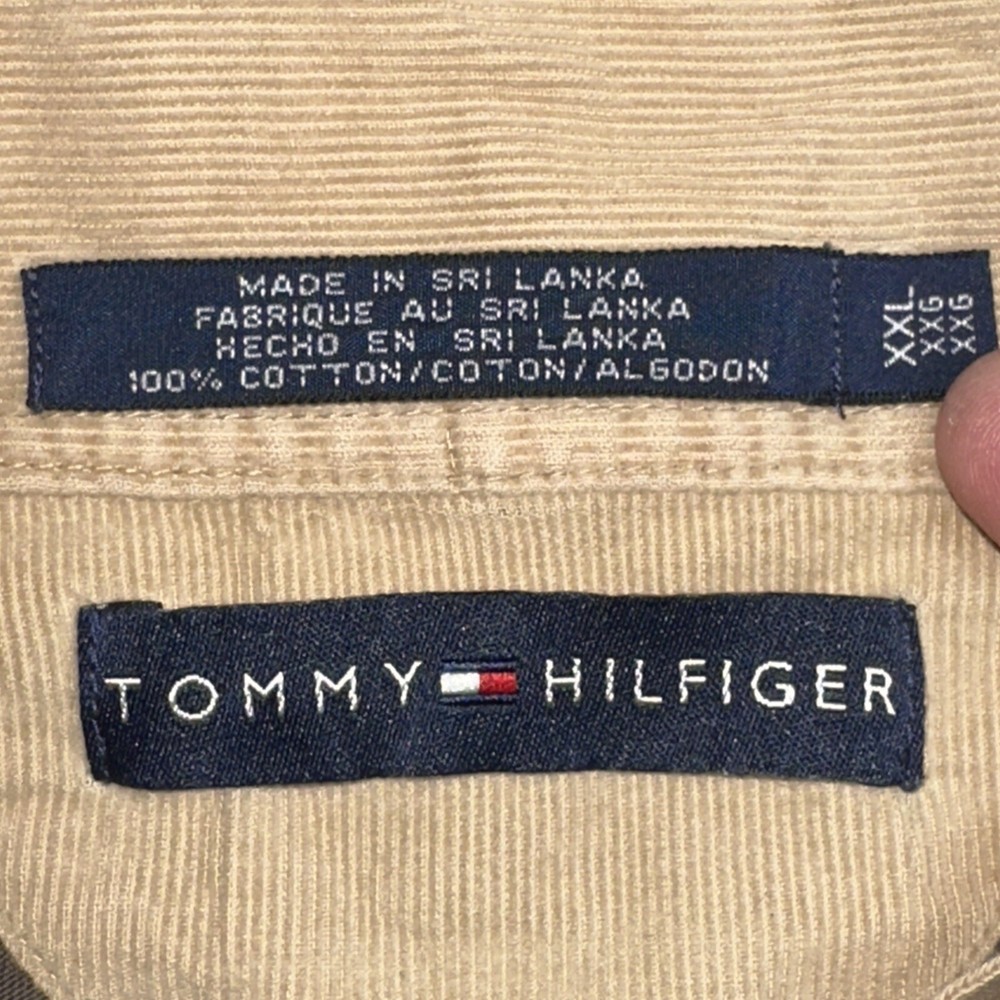 MADE IN SRI LANKA
FABRIQUE AU SRI LANKA
HECHO EN SRI LANKA
100% COTTON/COTON/ALGODON
XXL
XXG
XXG
TOMMY HILFIGER